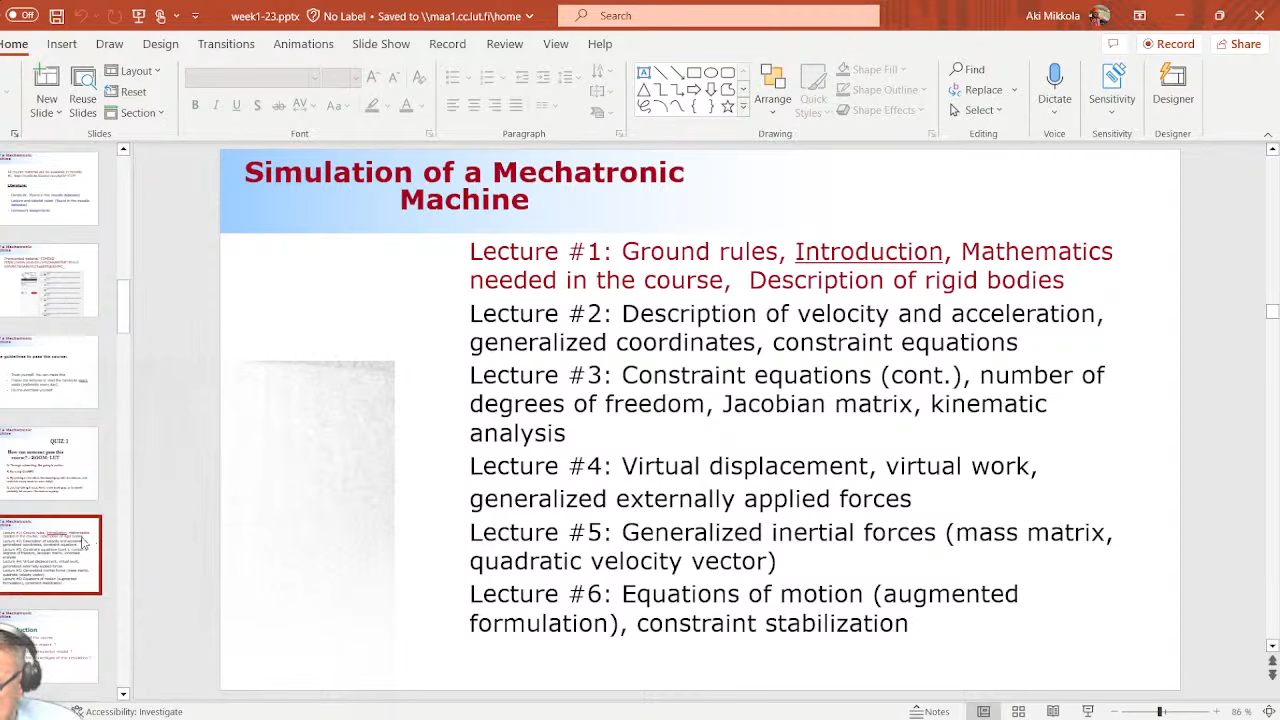 Off
week1-23.pptx
No Label • Saved to \\maa1.cc.lut.fi\home
Search
Aki Mikkola
Home Draw Design Transitions Animations Slide Show Record Review View Help
Record
Share
New Slide
Reuse Slides
Layout
Reset
Section
Slides
Font
Paragraph
Arrange
Quick Styles
Shape Fill
Shape Outline
Shape Effects
Drawing
Find
Replace
Select
Editing
Dictate
Voice
Sensitivity
Sensitivity
Designer
Designer
Simulation of a Mechatronic
Machine
Lecture #1: Ground rules, Introduction, Mathematics
needed in the course, Description of rigid bodies
Lecture #2: Description of velocity and acceleration,
generalized coordinates, constraint equations
Lecture #3: Constraint equations (cont.), number of
degrees of freedom, Jacobian matrix, kinematic
analysis
Lecture #4: Virtual displacement, virtual work,
generalized externally applied forces
Lecture #5: Generalized inertial forces (mass matrix,
quadratic velocity vector)
Lecture #6: Equations of motion (augmented
formulation), constraint stabilization
QUIZ 1
Accessibility: Investigate
Notes
86 %